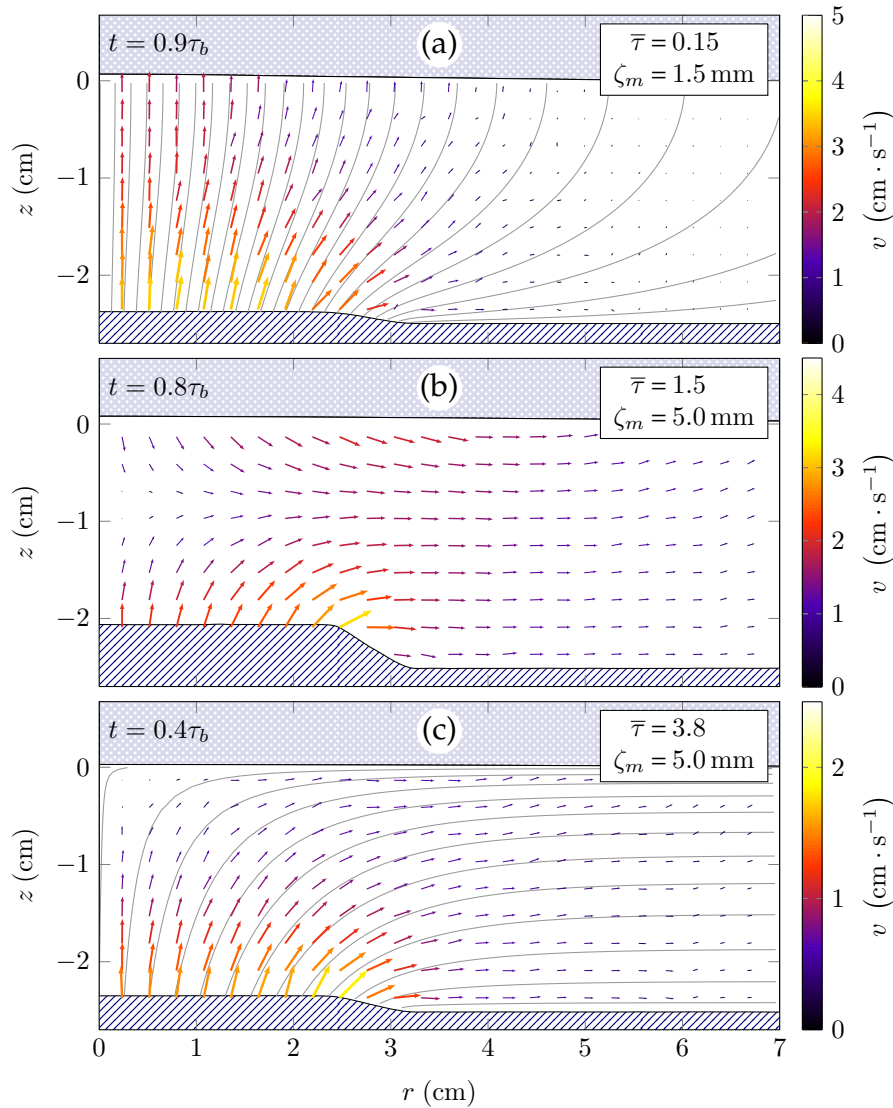 t = 0.9τ_b
(a)
τ̅ = 0.15
ζ_m = 1.5 mm
0
−1
−2
z (cm)
5
4
3
2
1
0
v (cm · s⁻¹)
t = 0.8τ_b
(b)
τ̅ = 1.5
ζ_m = 5.0 mm
0
−1
−2
z (cm)
4
3
2
1
0
v (cm · s⁻¹)
t = 0.4τ_b
(c)
τ̅ = 3.8
ζ_m = 5.0 mm
0
−1
−2
z (cm)
2
1
0
v (cm · s⁻¹)
0 1 2 3 4 5 6 7
r (cm)